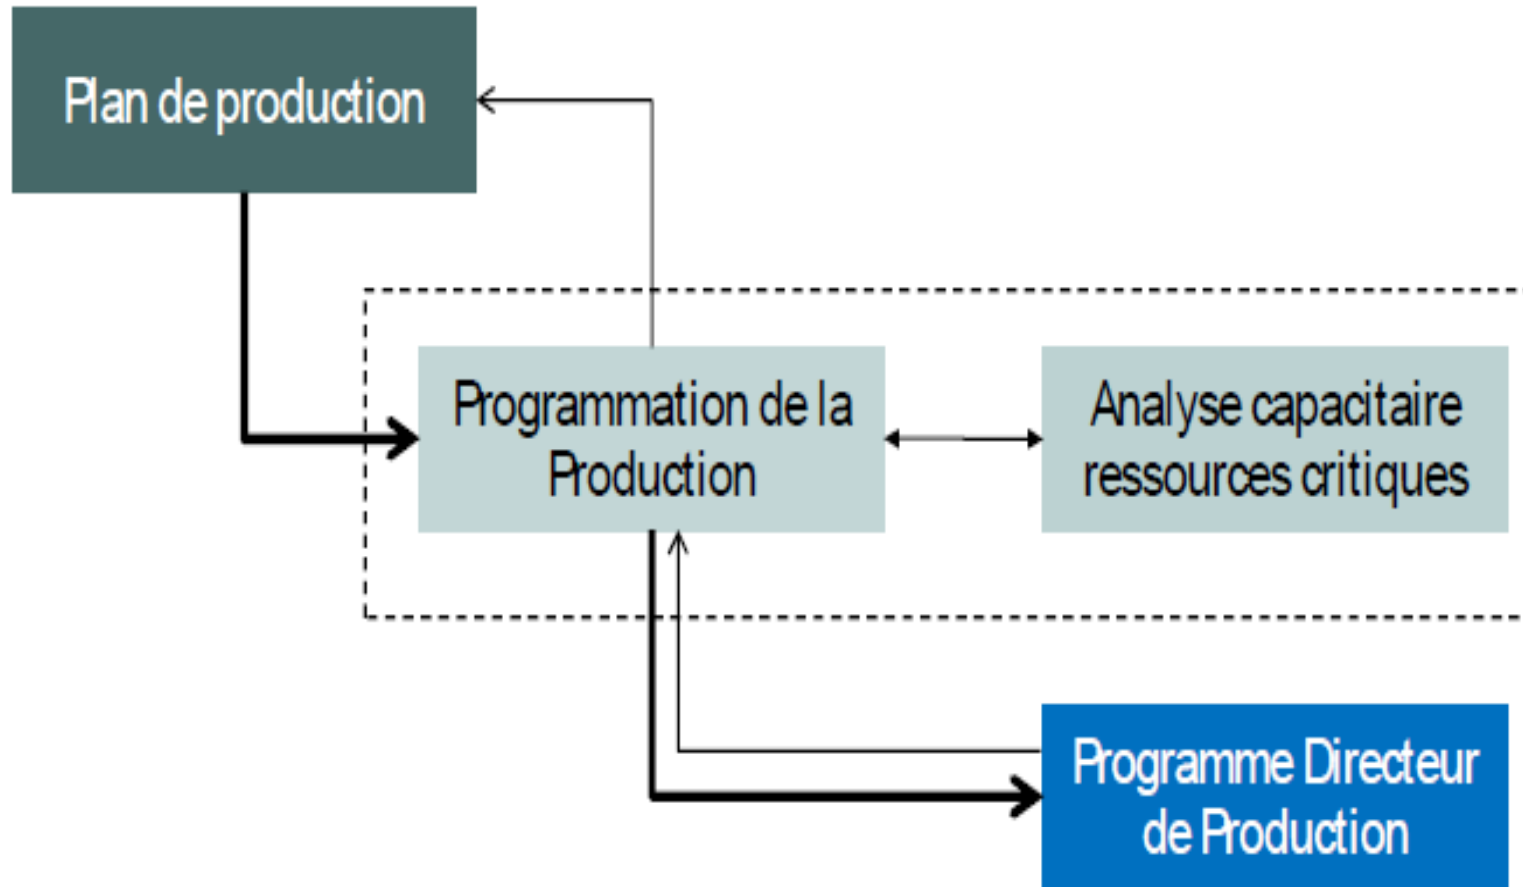 Plan de production
Programmation de la
Production
Analyse capacitaire
ressources critiques
Programme Directeur
de Production